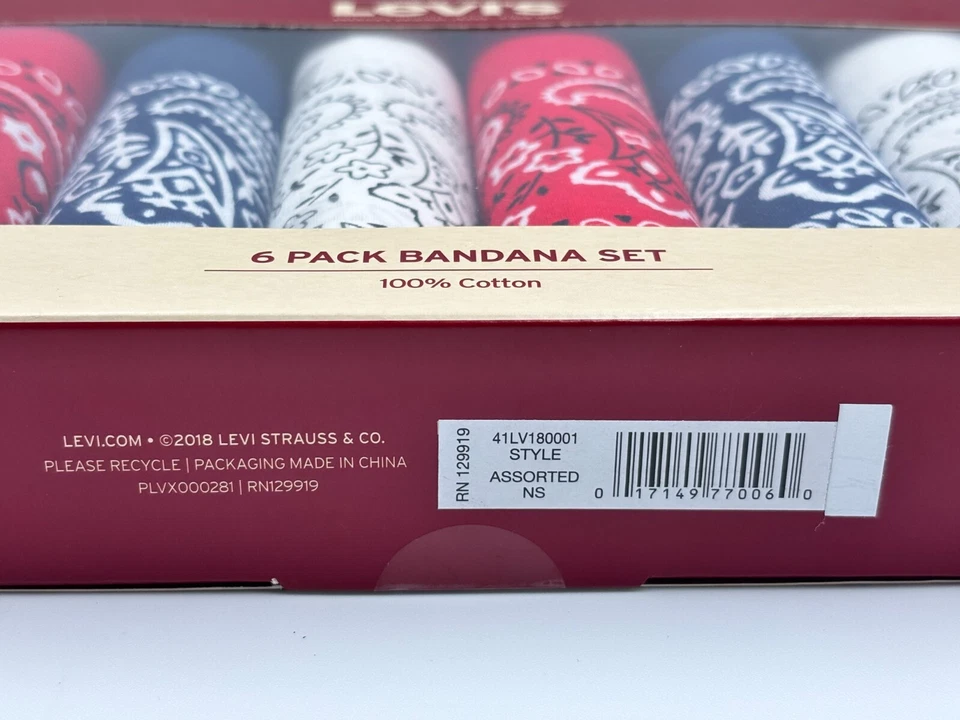 Levi's
6 PACK BANDANA SET
100% Cotton
LEVI.COM • ©2018 LEVI STRAUSS & CO.
PLEASE RECYCLE | PACKAGING MADE IN CHINA
PLVX000281 | RN129919
RN 129919
41LV180001
STYLE
ASSORTED
NS
0 17149 77006 0